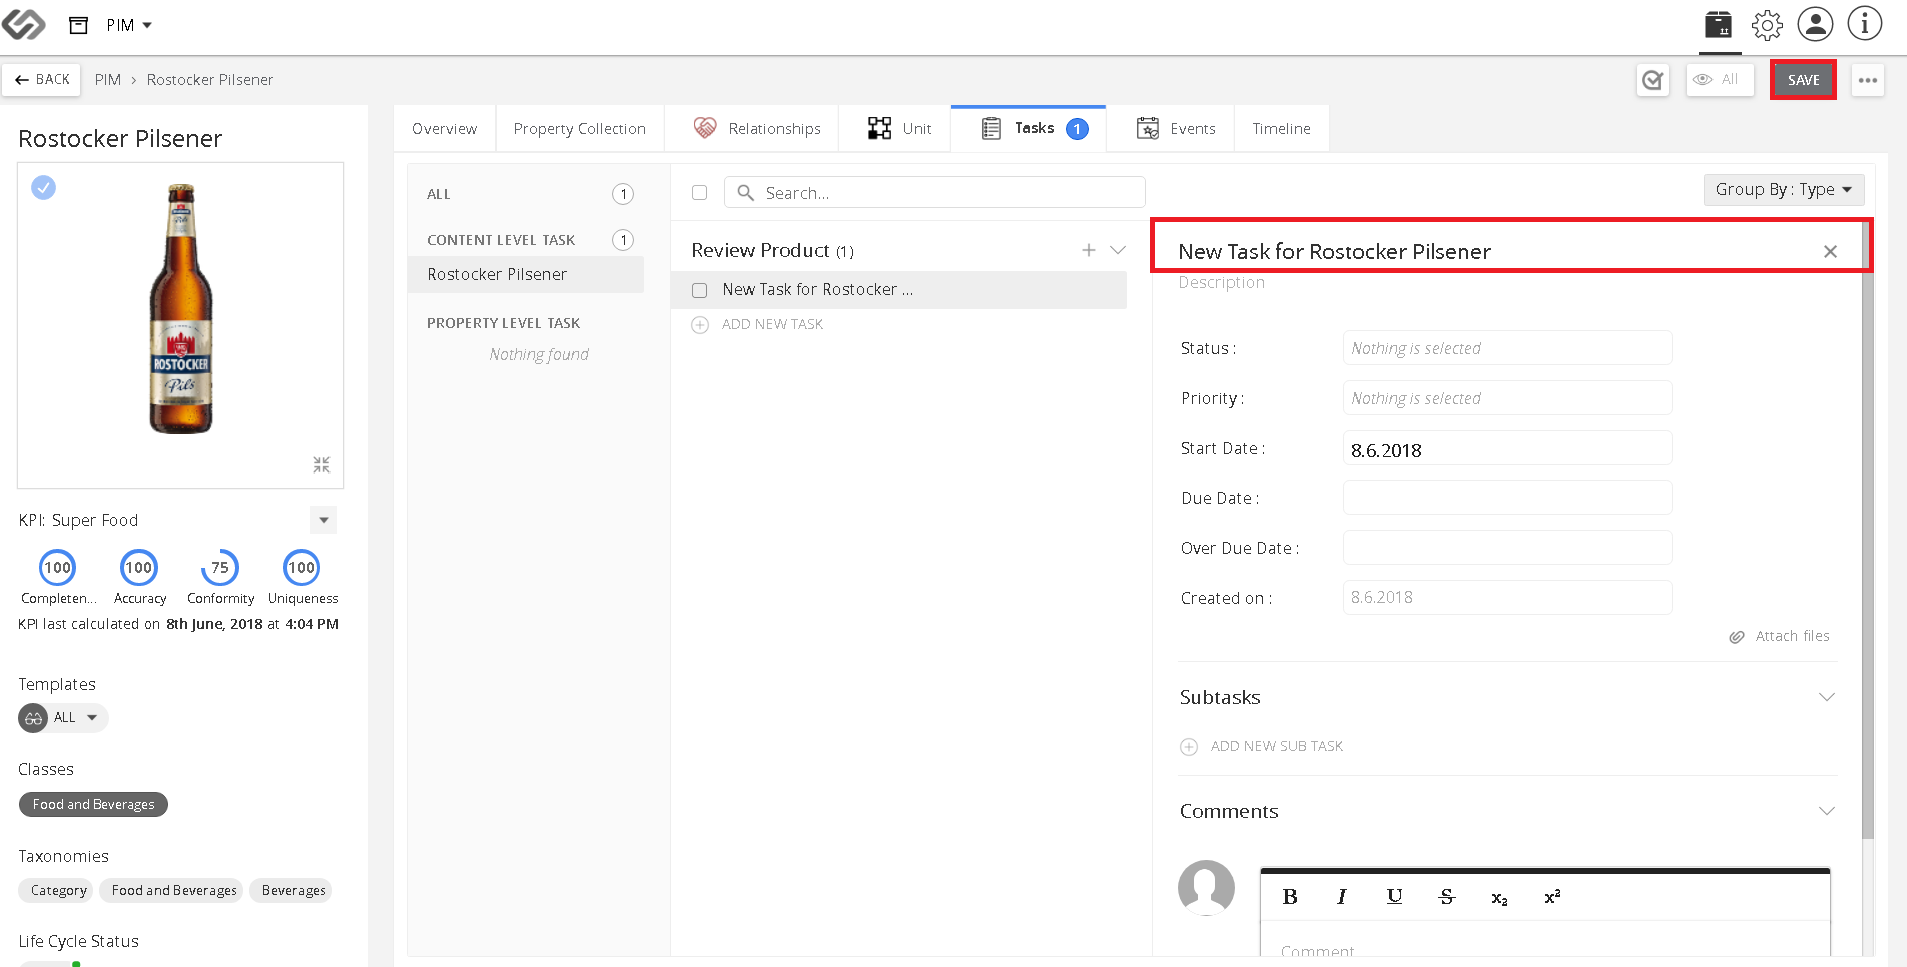 PIM
BACK PIM > Rostocker Pilsener All SAVE
Rostocker Pilsener
ROSTOCKER
Pils
KPI: Super Food
100 100 75 100
Completen... Accuracy Conformity Uniqueness
KPI last calculated on 8th June, 2018 at 4:04 PM
Templates
ALL
Classes
Food and Beverages
Taxonomies
Category Food and Beverages Beverages
Life Cycle Status
Overview Property Collection Relationships Unit Tasks 1 Events Timeline
ALL 1
CONTENT LEVEL TASK 1
Rostocker Pilsener
PROPERTY LEVEL TASK
Nothing found
Search...
Group By : Type
Review Product (1)
New Task for Rostocker ...
ADD NEW TASK
New Task for Rostocker Pilsener
Description
Status : Nothing is selected
Priority : Nothing is selected
Start Date : 8.6.2018
Due Date :
Over Due Date :
Created on : 8.6.2018
Attach files
Subtasks
ADD NEW SUB TASK
Comments
B I U S x₂ x²
Comment